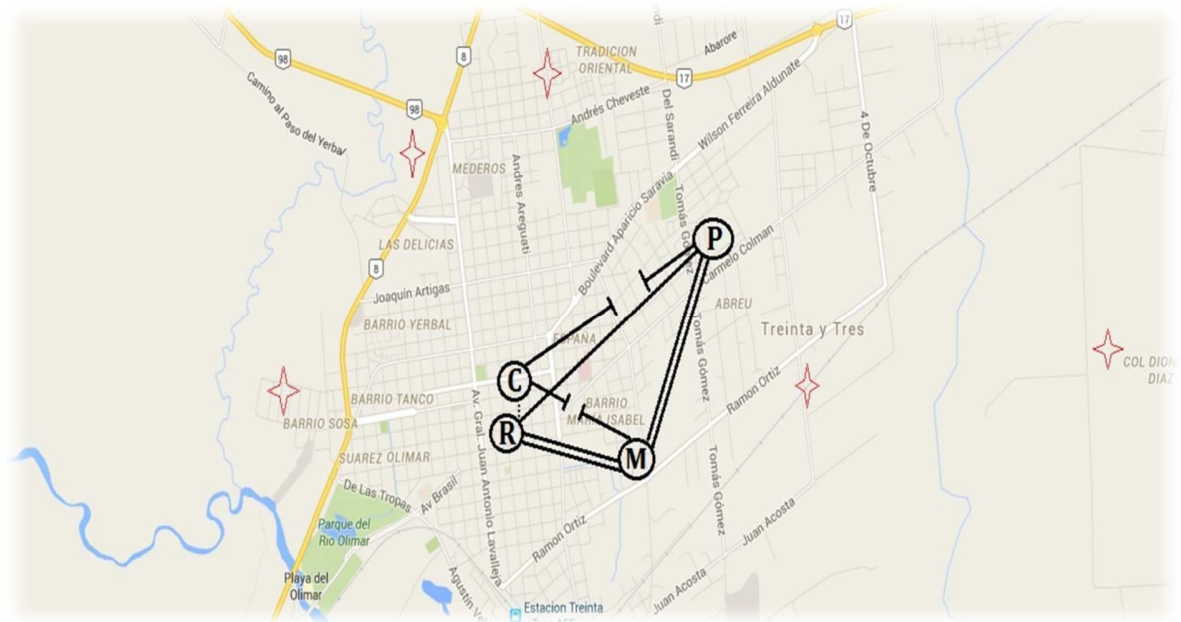 17
Abarore
TRADICION
ORIENTAL
98
8
17
98
Camino al Paso del Yerbal
Andrés Cheveste
Del Sarandi
Wilson Ferreira Aldunate
4 De Octubre
MEDEROS
Andres Areguati
Boulevard Aparicio Saravia
Tomás Gómez
P
LAS DELICIAS
Carmelo Colman
8
Joaquín Artigas
ABREU
BARRIO YERBAL
Treinta y Tres
ESPAÑA
Tomás Gómez
COL DION
DIAZ
C
Ramon Ortiz
BARRIO TANCO
BARRIO
MARIA ISABEL
BARRIO SOSA
R
M
Av. Gral. Juan Antonio Lavalleja
SUAREZ OLIMAR
De Las Tropas
Av Brasil
Tomás Gómez
Juan Acosta
Parque del
Rio Olimar
Ramon Ortiz
Playa del
Olimar
Juan Acosta
Estacion Treinta